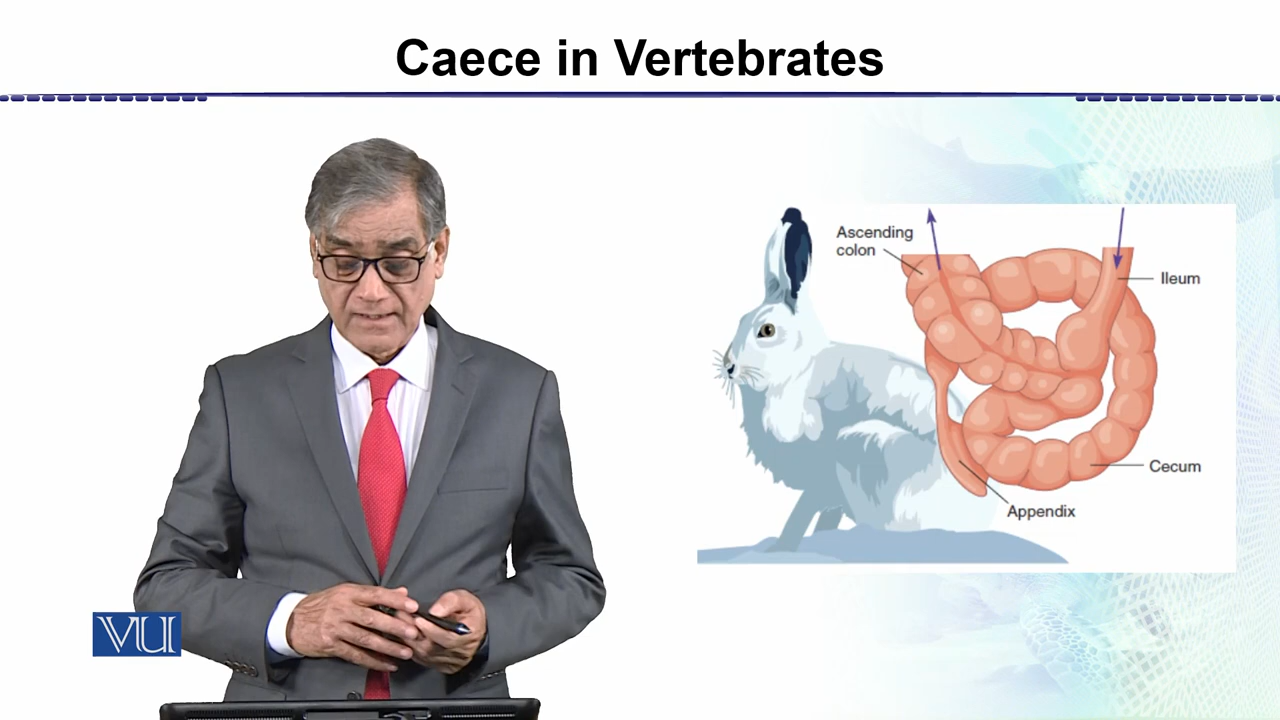 Caece in Vertebrates
Ascending
colon
Ileum
Cecum
Appendix
VU